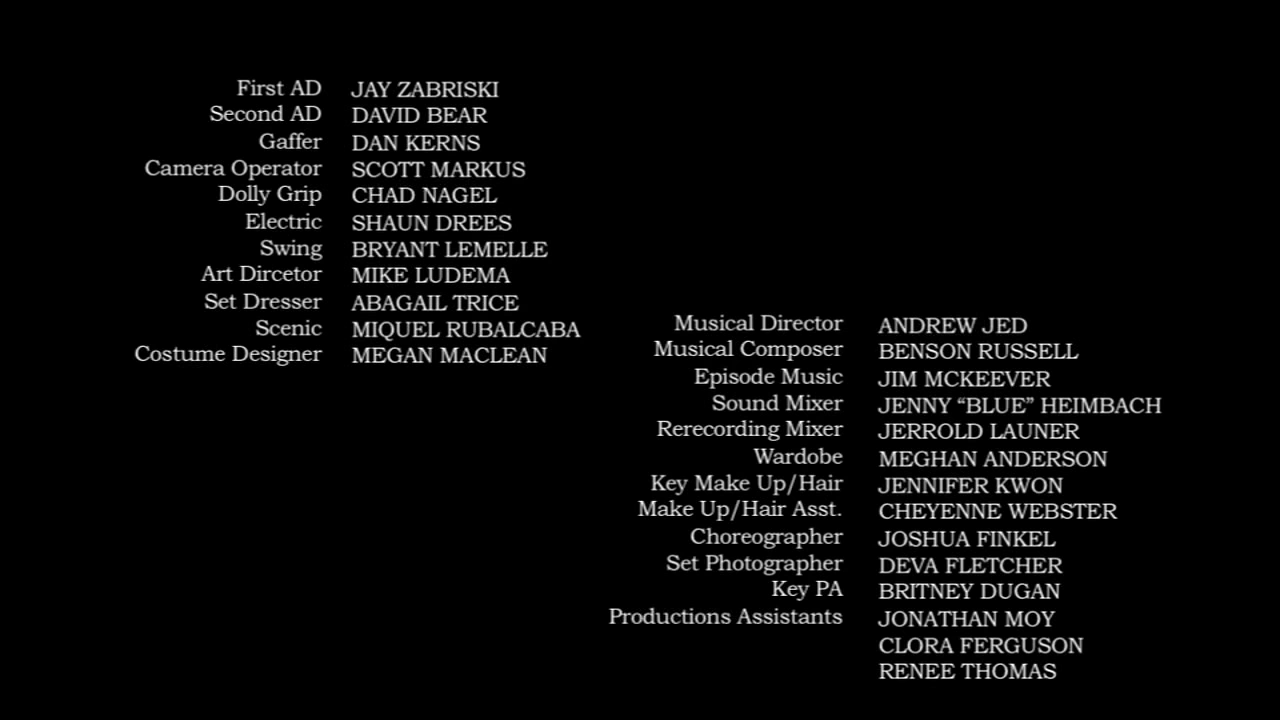 First AD JAY ZABRISKI
Second AD DAVID BEAR
Gaffer DAN KERNS
Camera Operator SCOTT MARKUS
Dolly Grip CHAD NAGEL
Electric SHAUN DREES
Swing BRYANT LEMELLE
Art Dircetor MIKE LUDEMA
Set Dresser ABAGAIL TRICE
Scenic MIQUEL RUBALCABA
Costume Designer MEGAN MACLEAN
Musical Director ANDREW JED
Musical Composer BENSON RUSSELL
Episode Music JIM MCKEEVER
Sound Mixer JENNY “BLUE” HEIMBACH
Rerecording Mixer JERROLD LAUNER
Wardobe MEGHAN ANDERSON
Key Make Up/Hair JENNIFER KWON
Make Up/Hair Asst. CHEYENNE WEBSTER
Choreographer JOSHUA FINKEL
Set Photographer DEVA FLETCHER
Key PA BRITNEY DUGAN
Productions Assistants JONATHAN MOY
CLORA FERGUSON
RENEE THOMAS